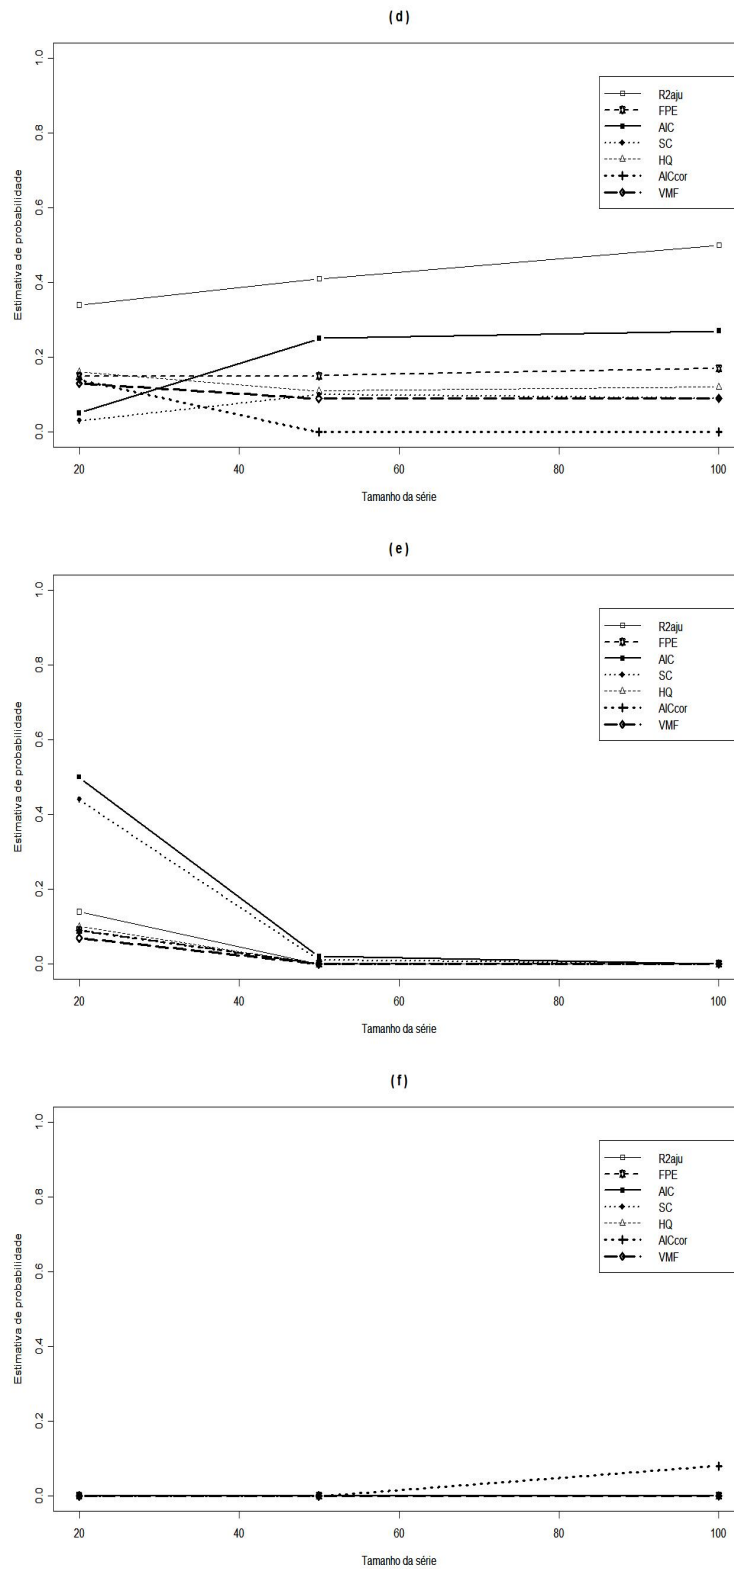 ( d )
1.0
0.8
0.6
0.4
0.2
0.0
Estimativa de probabilidade
R2aju
FPE
AIC
SC
HQ
AICcor
VMF
20
40
60
80
100
Tamanho da série
( e )
1.0
0.8
0.6
0.4
0.2
0.0
Estimativa de probabilidade
R2aju
FPE
AIC
SC
HQ
AICcor
VMF
20
40
60
80
100
Tamanho da série
( f )
1.0
0.8
0.6
0.4
0.2
0.0
Estimativa de probabilidade
R2aju
FPE
AIC
SC
HQ
AICcor
VMF
20
40
60
80
100
Tamanho da série